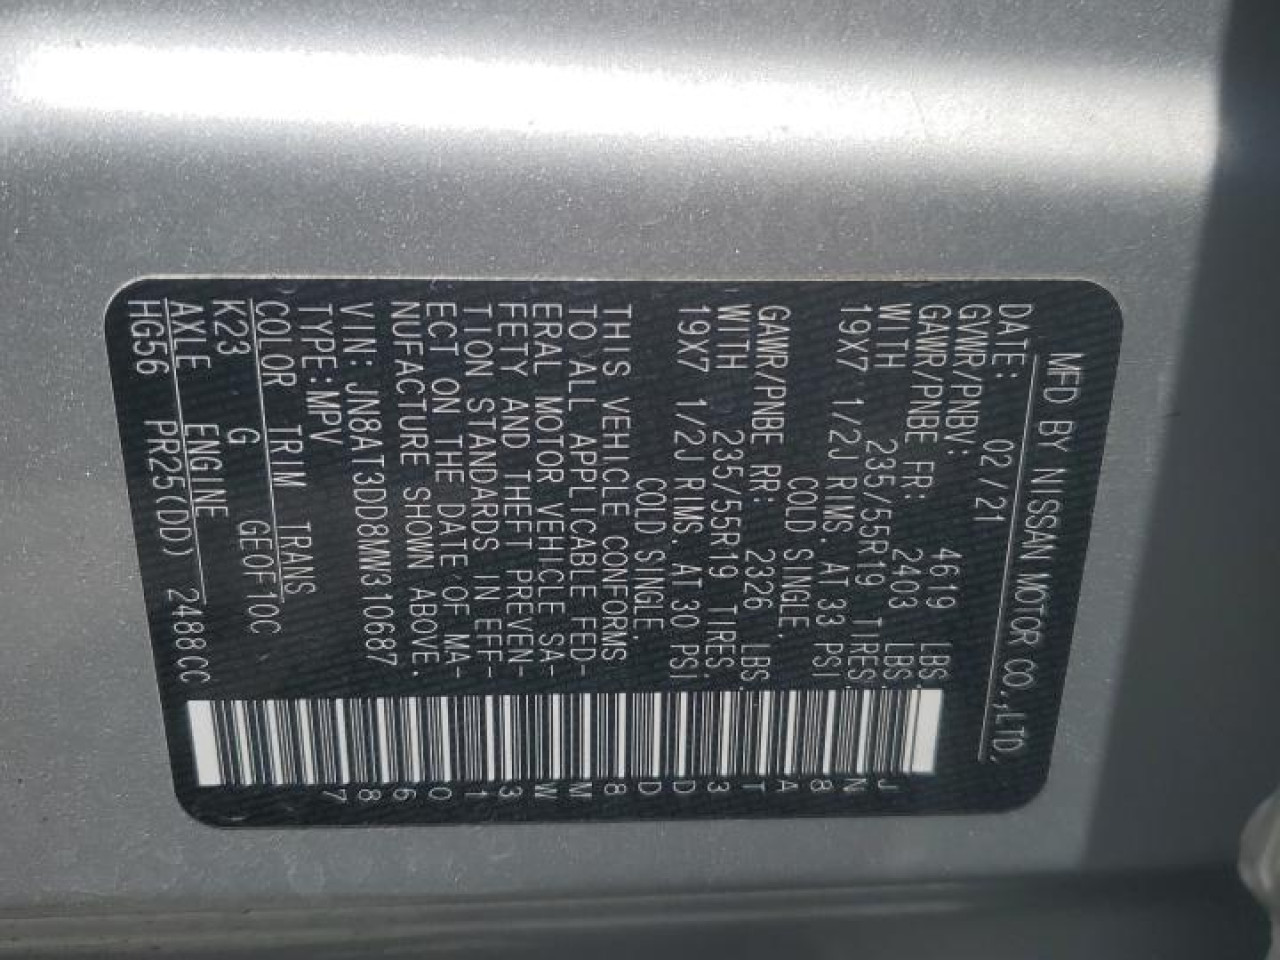 MFD BY NISSAN MOTOR CO.,LTD.
DATE: 02/21
GVWR/PNBV: 4619 LBS
GAWR/PNBE FR: 2403 LBS.
WITH 235/55R19 TIRES,
19X7 1/2J RIMS. AT 33 PSI
COLD SINGLE.
GAWR/PNBE RR: 2326 LBS.
WITH 235/55R19 TIRES,
19X7 1/2J RIMS. AT 30 PSI
COLD SINGLE.
THIS VEHICLE CONFORMS
TO ALL APPLICABLE FED-
ERAL MOTOR VEHICLE SA-
FETY AND THEFT PREVEN-
TION STANDARDS IN EFF-
ECT ON THE DATE OF MA-
NUFACTURE SHOWN ABOVE.
VIN: JN8AT3DD8MW310687
TYPE:MPV
COLOR TRIM TRANS
K23 G GE0F10C
AXLE ENGINE
HG56 PR25(DD) 2488CC
JN8AT3DD8MW310687